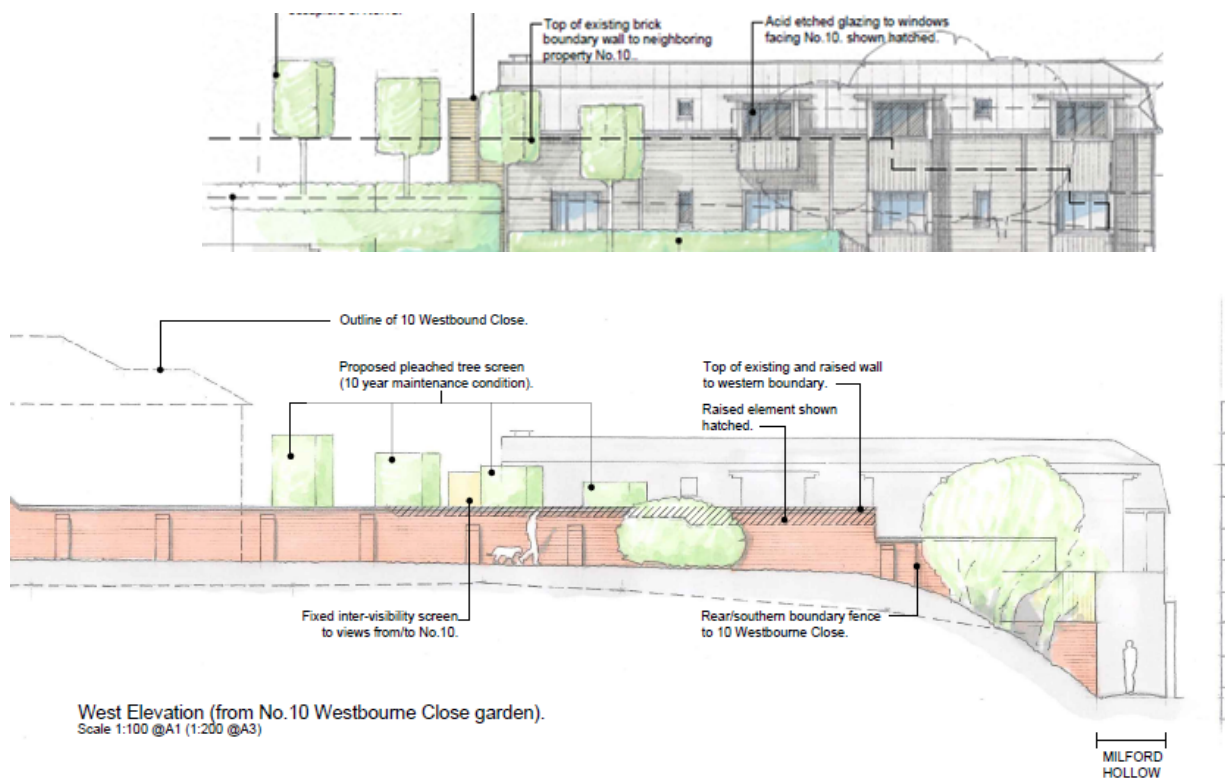 Top of existing brick
boundary wall to neighboring
property No.10..
Acid etched glazing to windows
facing No.10. shown hatched.
Outline of 10 Westbound Close.
Proposed pleached tree screen
(10 year maintenance condition).
Top of existing and raised wall
to western boundary.
Raised element shown
hatched.
Fixed inter-visibility screen
to views from/to No.10.
Rear/southern boundary fence
to 10 Westbourne Close.
West Elevation (from No.10 Westbourne Close garden).
Scale 1:100 @A1 (1:200 @A3)
MILFORD
HOLLOW